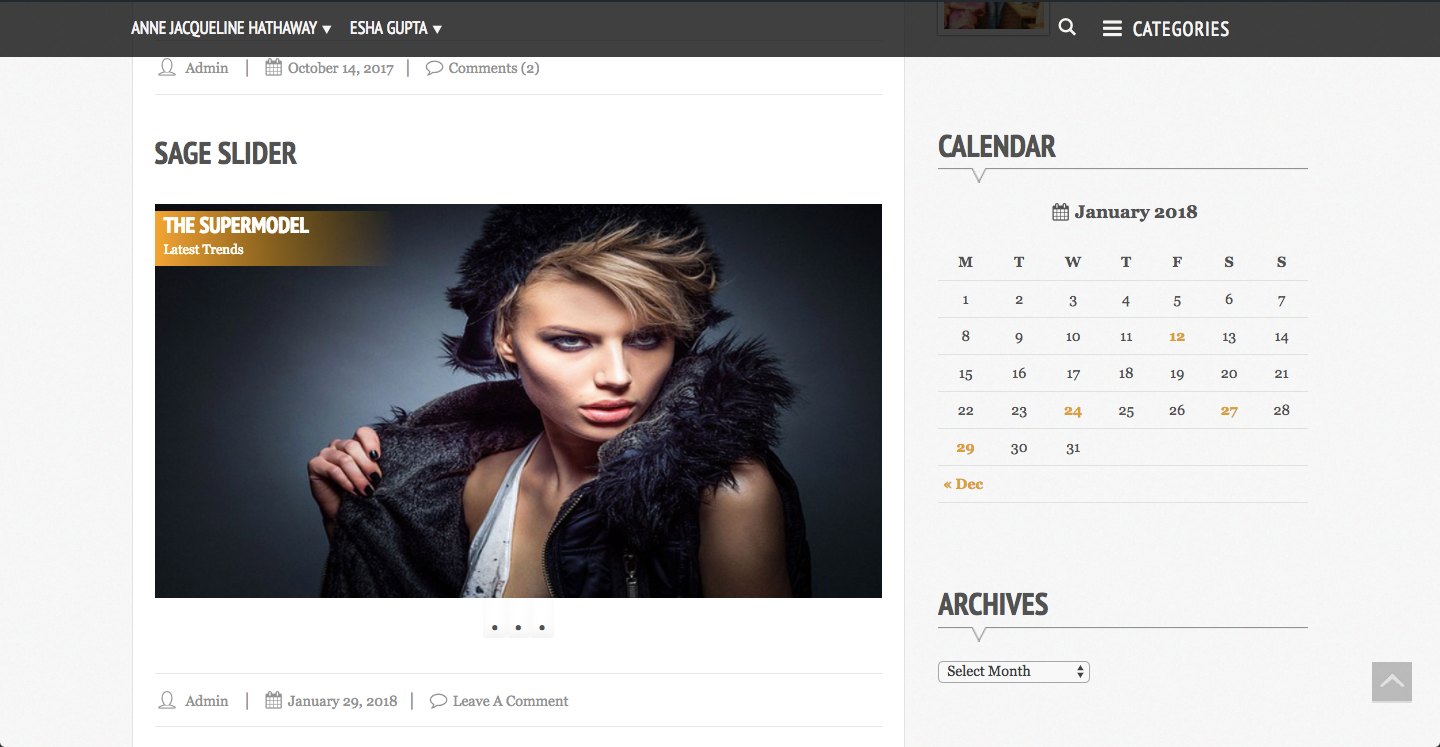 ANNE JACQUELINE HATHAWAY ▼ ESHA GUPTA ▼
CATEGORIES
Admin | October 14, 2017 | Comments (2)
SAGE SLIDER
THE SUPERMODEL
Latest Trends
Admin | January 29, 2018 | Leave A Comment
CALENDAR
January 2018
M T W T F S S
1 2 3 4 5 6 7
8 9 10 11 12 13 14
15 16 17 18 19 20 21
22 23 24 25 26 27 28
29 30 31
« Dec
ARCHIVES
Select Month